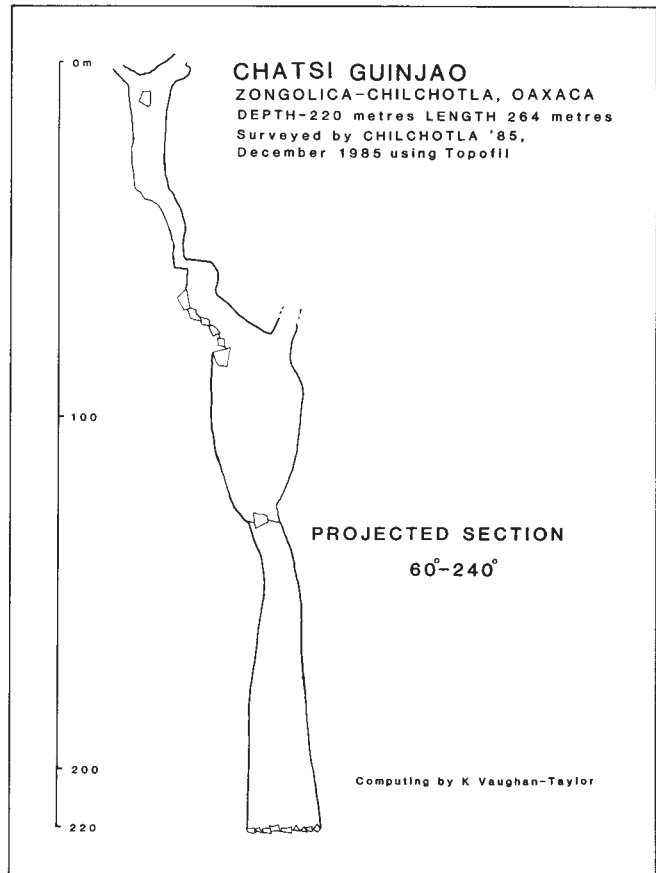 0m
CHATSI GUINJAO
ZONGOLICA-CHILCHOTLA, OAXACA
DEPTH-220 metres LENGTH 264 metres
Surveyed by CHILCHOTLA '85,
December 1985 using Topofil
100
PROJECTED SECTION
60°-240°
200
Computing by K Vaughan-Taylor
220